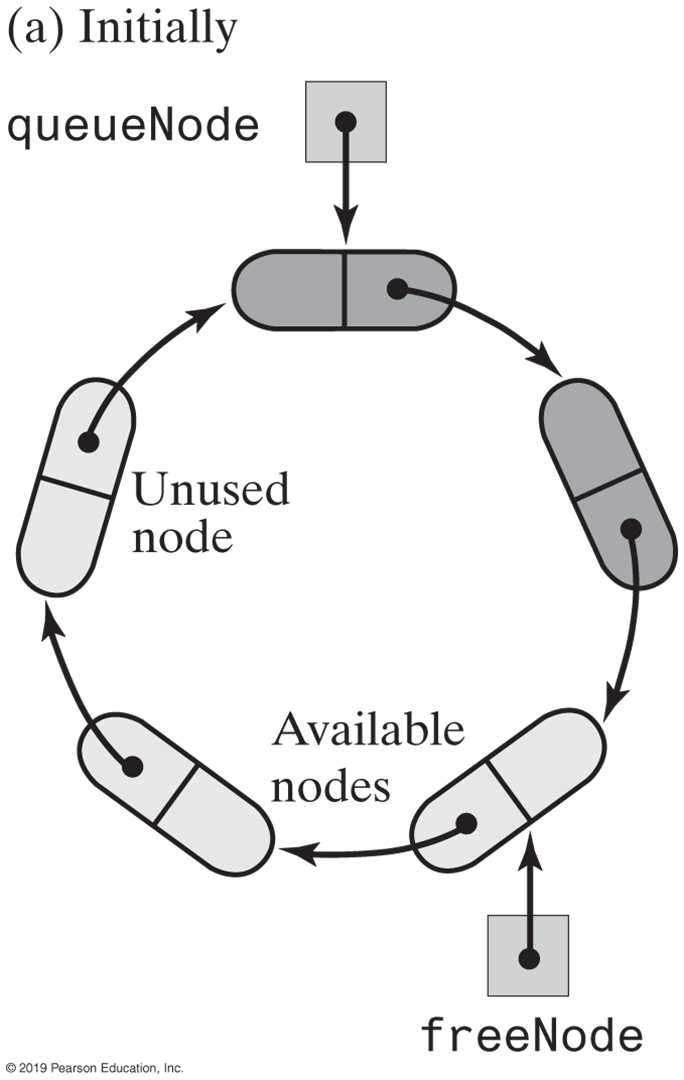 (a) Initially
queueNode
Unused
node
Available
nodes
freeNode
© 2019 Pearson Education, Inc.